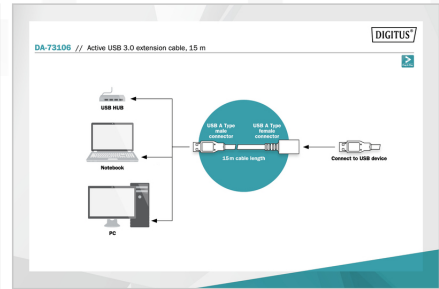 DIGITUS®
DA-73106 // Active USB 3.0 extension cable, 15 m
USB HUB
USB A Type
male
connector
USB A Type
female
connector
15m cable length
Notebook
Connect to USB device
PC